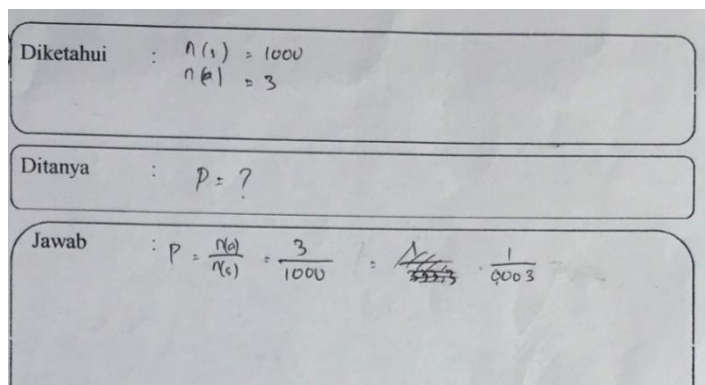 Diketahui : n(s) = 1000
n(a) = 3
Ditanya : P = ?
Jawab : P = n(a)/n(s) = 3/1000 = 1/0,003